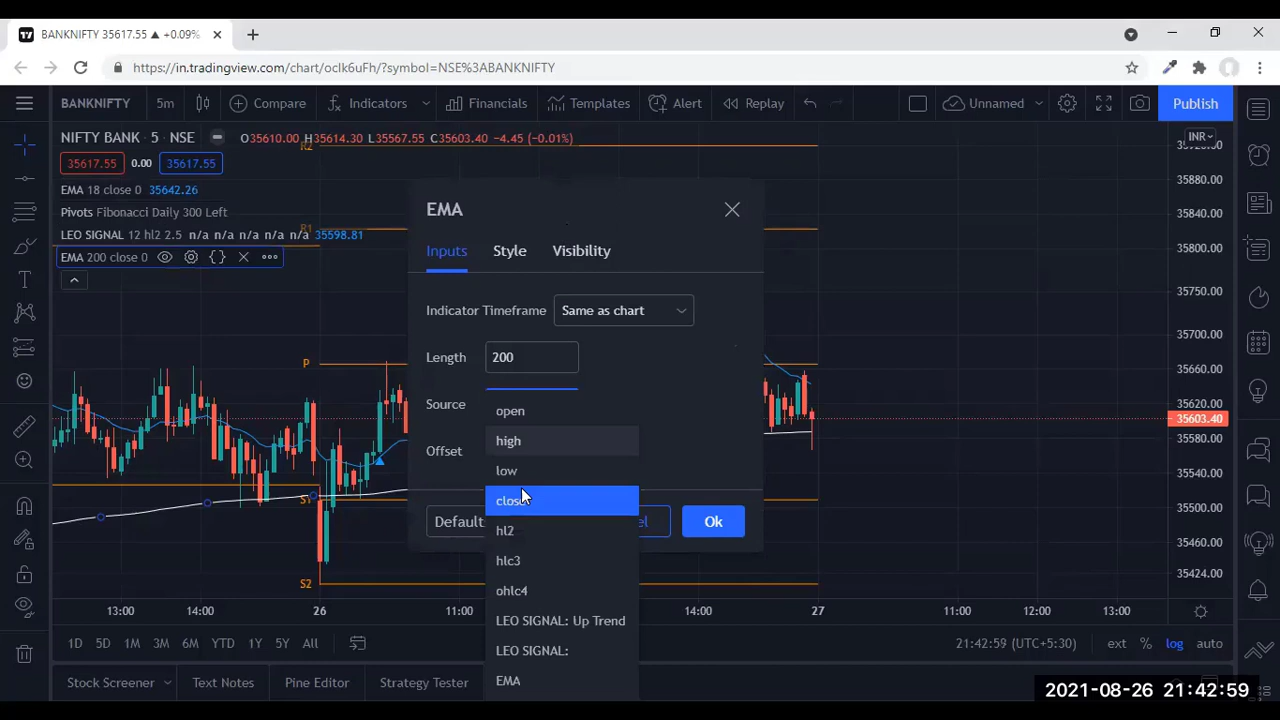 BANKNIFTY 35617.55 ▲ +0.09%
https://in.tradingview.com/chart/oclk6uFh/?symbol=NSE%3ABANKNIFTY
BANKNIFTY 5m Compare Indicators Financials Templates Alert Replay Unnamed Publish
NIFTY BANK · 5 · NSE O35610.00 H35614.30 L35567.55 C35603.40 −4.45 (−0.01%)
INR
R2
35617.55 0.00 35617.55
35880.00
EMA 18 close 0 35642.26
35840.00
Pivots Fibonacci Daily 300 Left
LEO SIGNAL 12 hl2 2.5 n/a n/a n/a n/a n/a 35598.81
R1
35800.00
EMA 200 close 0
35750.00
35700.00
35660.00
35620.00
35603.40
35580.00
35540.00
35500.00
35460.00
35424.00
EMA
Inputs Style Visibility
Indicator Timeframe Same as chart
Length 200
Source
Offset
open
high
low
close
hl2
hlc3
ohlc4
LEO SIGNAL: Up Trend
LEO SIGNAL:
EMA
Defaults
Ok
P
S1
S2
13:00 14:00 26 11:00 14:00 27 11:00 12:00 13:00
1D 5D 1M 3M 6M YTD 1Y 5Y All 21:42:59 (UTC+5:30) ext % log auto
Stock Screener Text Notes Pine Editor Strategy Tester
2021-08-26 21:42:59